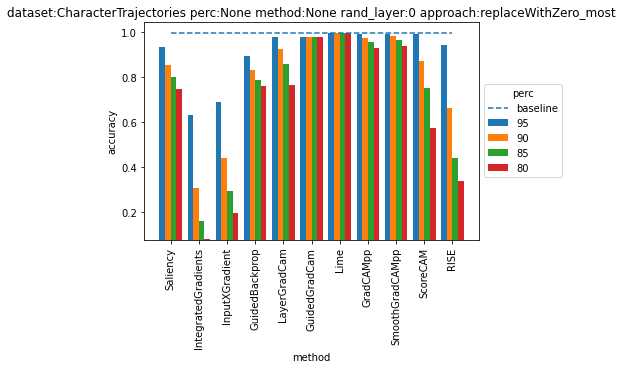 dataset:CharacterTrajectories perc:None method:None rand_layer:0 approach:replaceWithZero_most
1.0
0.8
0.6
0.4
0.2
accuracy
Saliency
IntegratedGradients
InputXGradient
GuidedBackprop
LayerGradCam
GuidedGradCam
Lime
GradCAMpp
SmoothGradCAMpp
ScoreCAM
RISE
method
perc
baseline
95
90
85
80